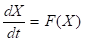 dX/dt = F(X)